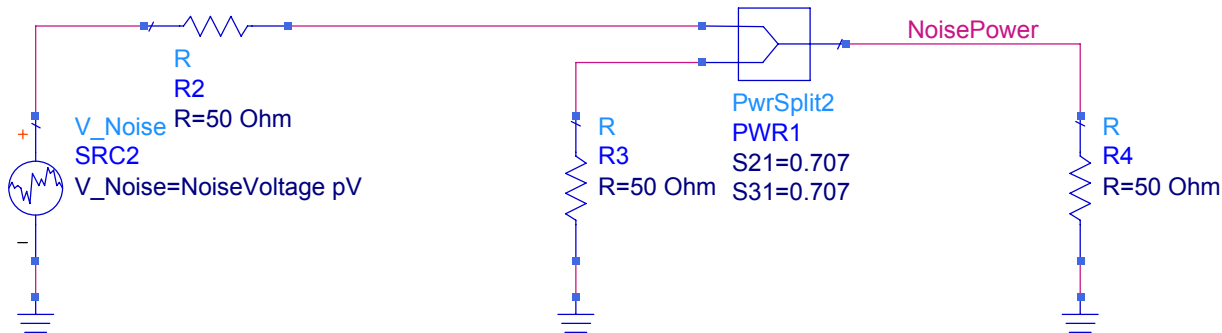 NoisePower
R
R2
R=50 Ohm
+
V_Noise
SRC2
V_Noise=NoiseVoltage pV
–
R
R3
R=50 Ohm
PwrSplit2
PWR1
S21=0.707
S31=0.707
R
R4
R=50 Ohm